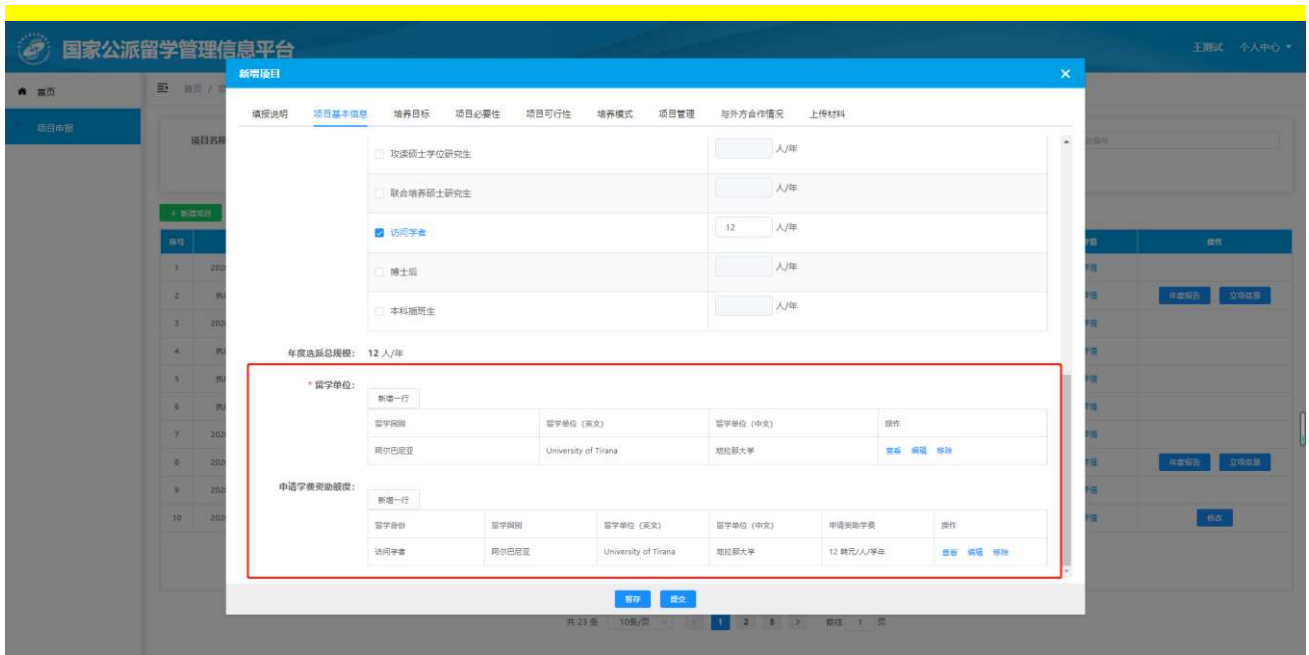 国家公派留学管理信息平台
王测试 个人中心
首页
项目申报
首页 /
项目名称
+ 新增项目
新增项目
填报说明 项目基本信息 培养目标 项目必要性 项目可行性 培养模式 项目管理 与外方合作情况 上传材料
攻读硕士学位研究生 人/年
联合培养硕士研究生 人/年
访问学者 12 人/年
博士后 人/年
本科插班生 人/年
年度选派总规模: 12 人/年
* 留学单位:
新增一行
留学国别 留学单位 (英文) 留学单位 (中文) 操作
阿尔巴尼亚 University of Tirana 地拉那大学 查看 编辑 移除
申请学费资助额度:
新增一行
留学身份 留学国别 留学单位 (英文) 留学单位 (中文) 申请资助学费 操作
访问学者 阿尔巴尼亚 University of Tirana 地拉那大学 12 韩元/人/学年 查看 编辑 移除
暂存 提交
序号 操作
1 202
2 年度报告 立项信息
3 202
4
5
6
7 202
8 202 年度报告 立项信息
9 202
10 202 修改
共 23 条 10条/页 < 1 2 3 > 前往 1 页